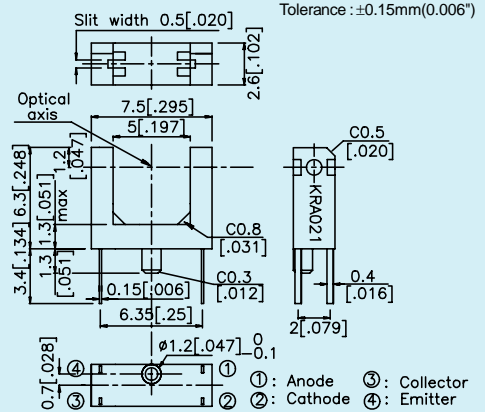 Tolerance : ±0.15mm(0.006")
Slit width 0.5[.020]
2.6[.102]
Optical
axis
7.5[.295]
5[.197]
1.2
[.047]
6.3[.248]
1.3[.051]
max
C0.5
[.020]
KRA021
C0.8
[.031]
3.4[.134]
1.3
[.051]
C0.3
[.012]
0.15[.006]
6.35[.25]
0.4
[.016]
2[.079]
ø1.2[.047] 0
-0.1
0.7[.028]
④ ①
③ ②
①: Anode ③: Collector
②: Cathode ④: Emitter